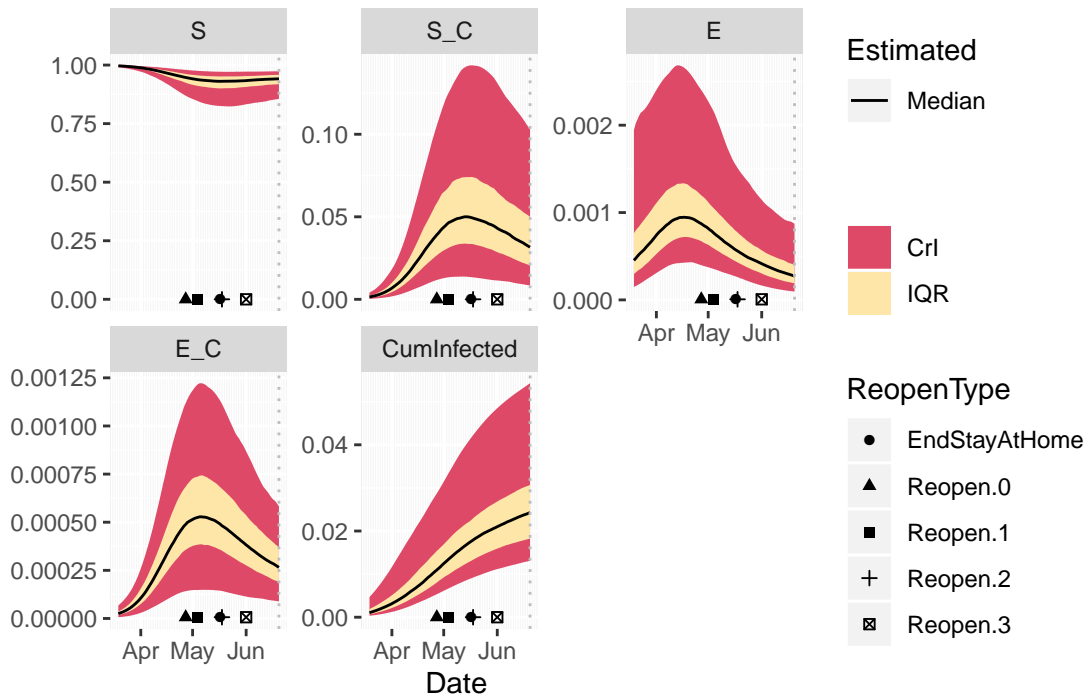 S
S_C
E
1.00
0.75
0.50
0.25
0.00
0.10
0.05
0.00
0.002
0.001
0.000
Apr May Jun
E_C
CumInfected
0.00125
0.00100
0.00075
0.00050
0.00025
0.00000
0.04
0.02
0.00
Apr May Jun
Apr May Jun
Date
Estimated
Median
CrI
IQR
ReopenType
EndStayAtHome
Reopen.0
Reopen.1
Reopen.2
Reopen.3